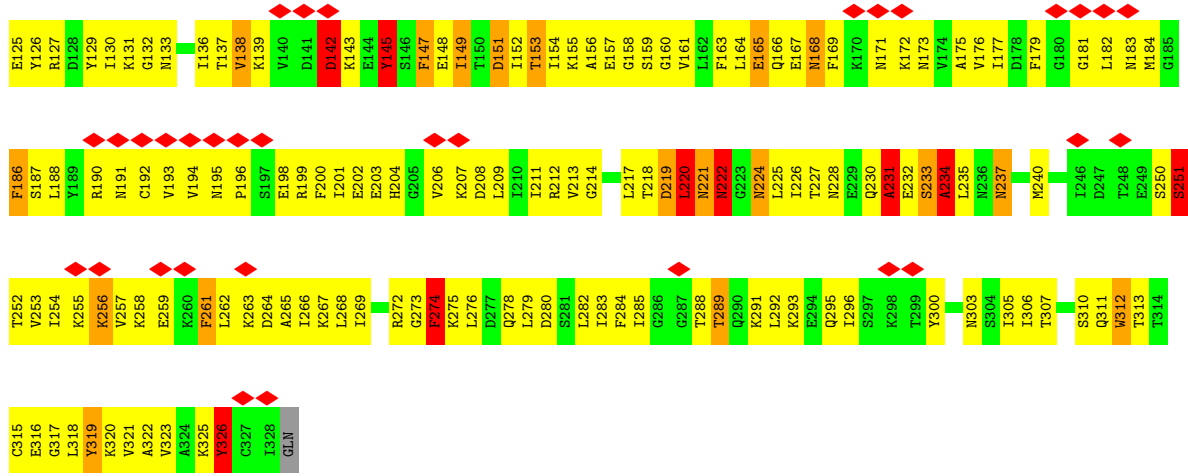 E125 Y126 R127 D128 Y129 I130 K131 G132 N133 I136 T137 V138 K139 V140 D141 D142 K143 E144 Y145 S146 F147 E148 I149 T150 D151 I152 T153 I154 K155 A156 E157 G158 S159 G160 V161 L162 F163 L164 E165 Q166 E167 N168 F169 K170 N171 K172 N173 V174 A175 V176 I177 D178 F179 G180 G181 L182 N183 M184 G185
F186 S187 L188 Y189 R190 N191 C192 V193 V194 N195 P196 S197 E198 R199 F200 I201 E202 E203 H204 G205 V206 K207 D208 L209 I210 I211 R212 V213 G214 L217 T218 D219 L220 N221 N222 G223 N224 L225 I226 T227 N228 E229 Q230 A231 E232 S233 A234 L235 N236 N237 M240 I246 D247 T248 E249 S250 S251
T252 V253 I254 K255 K256 V257 K258 E259 K260 F261 L262 K263 D264 A265 I266 K267 L268 I269 R272 G273 F274 K275 L276 D277 Q278 L279 D280 S281 L282 I283 F284 I285 G286 G287 T288 T289 Q290 K291 L292 K293 E294 Q295 I296 S297 K298 T299 Y300 N303 S304 I305 I306 T307 S310 Q311 W312 T313 T314
C315 E316 G317 L318 Y319 K320 V321 A322 V323 A324 K325 Y326 C327 I328 GLN